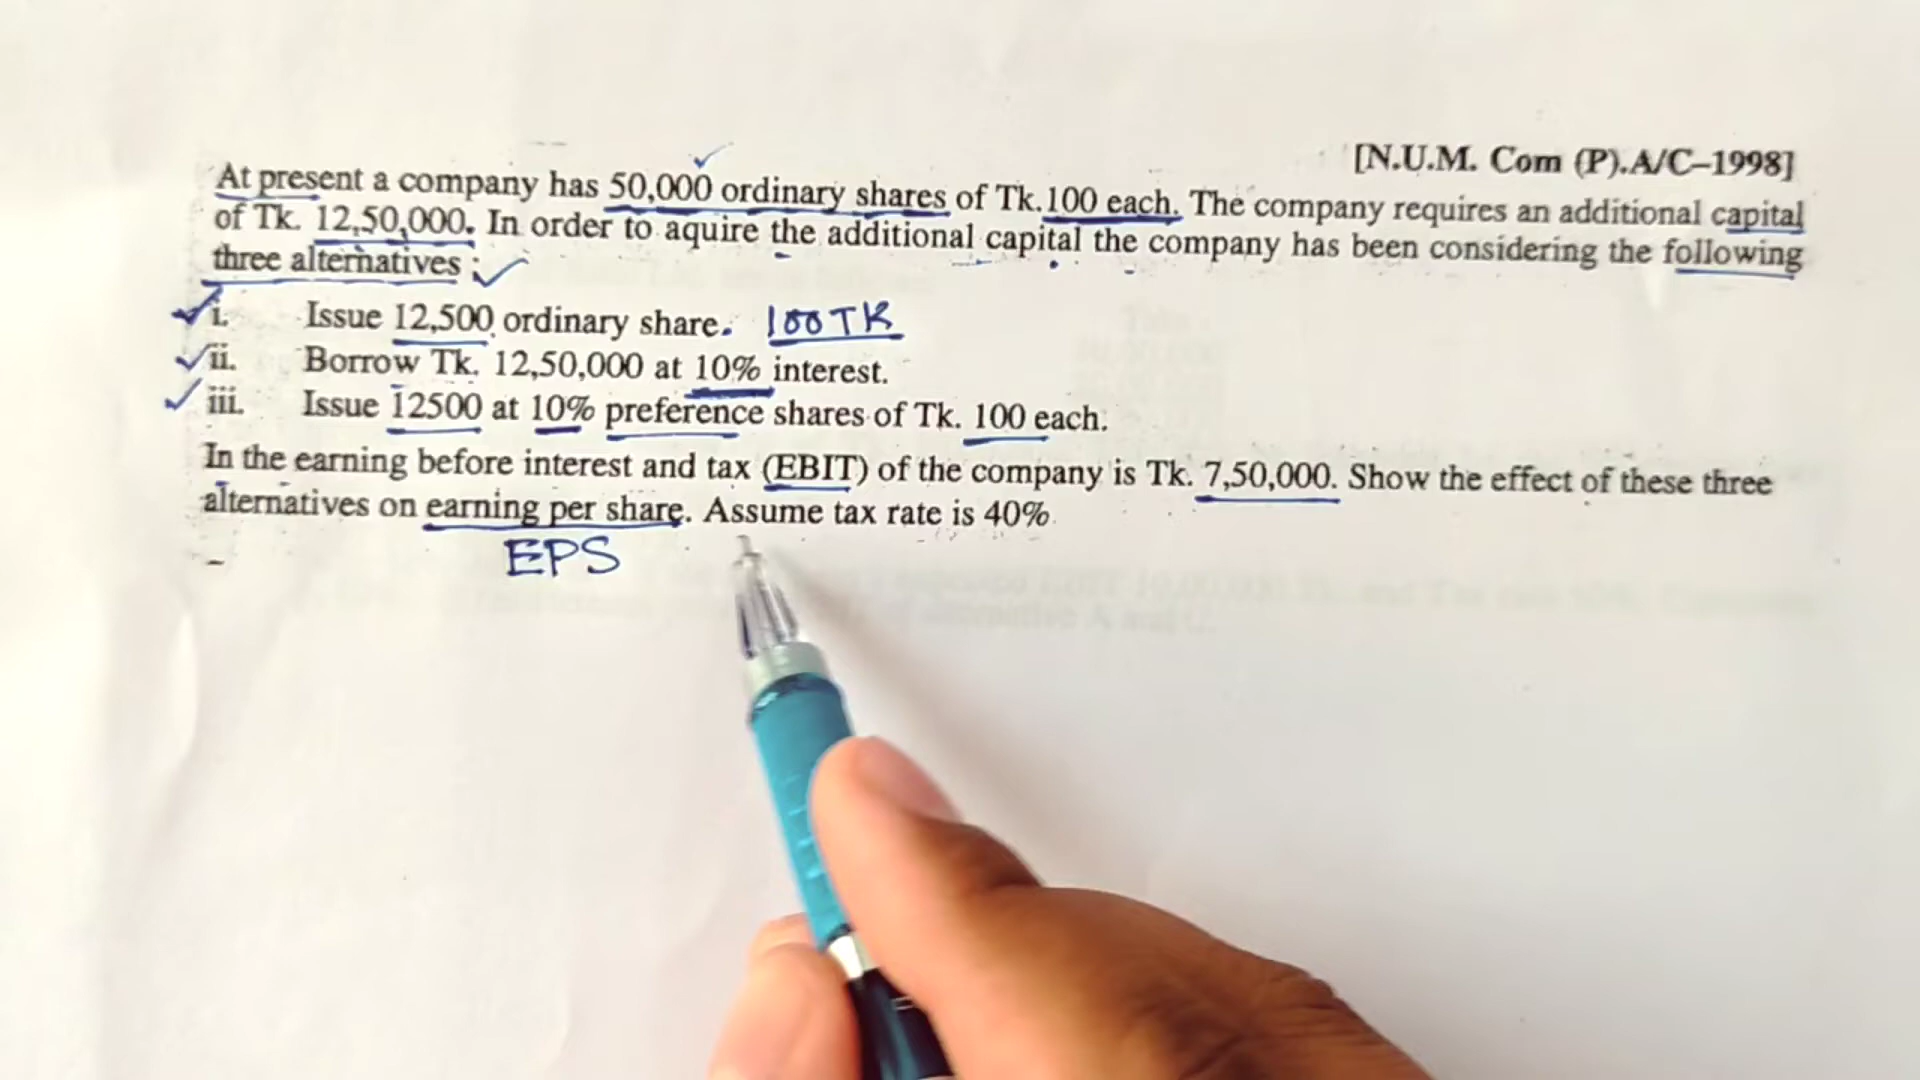 [N.U.M. Com (P).A/C–1998]
At present a company has 50,000 ordinary shares of Tk.100 each. The company requires an additional capital
of Tk. 12,50,000. In order to aquire the additional capital the company has been considering the following
three alternatives :
i. Issue 12,500 ordinary share. 100TK
ii. Borrow Tk. 12,50,000 at 10% interest.
iii. Issue 12500 at 10% preference shares of Tk. 100 each.
In the earning before interest and tax (EBIT) of the company is Tk. 7,50,000. Show the effect of these three
alternatives on earning per share. Assume tax rate is 40%
EPS